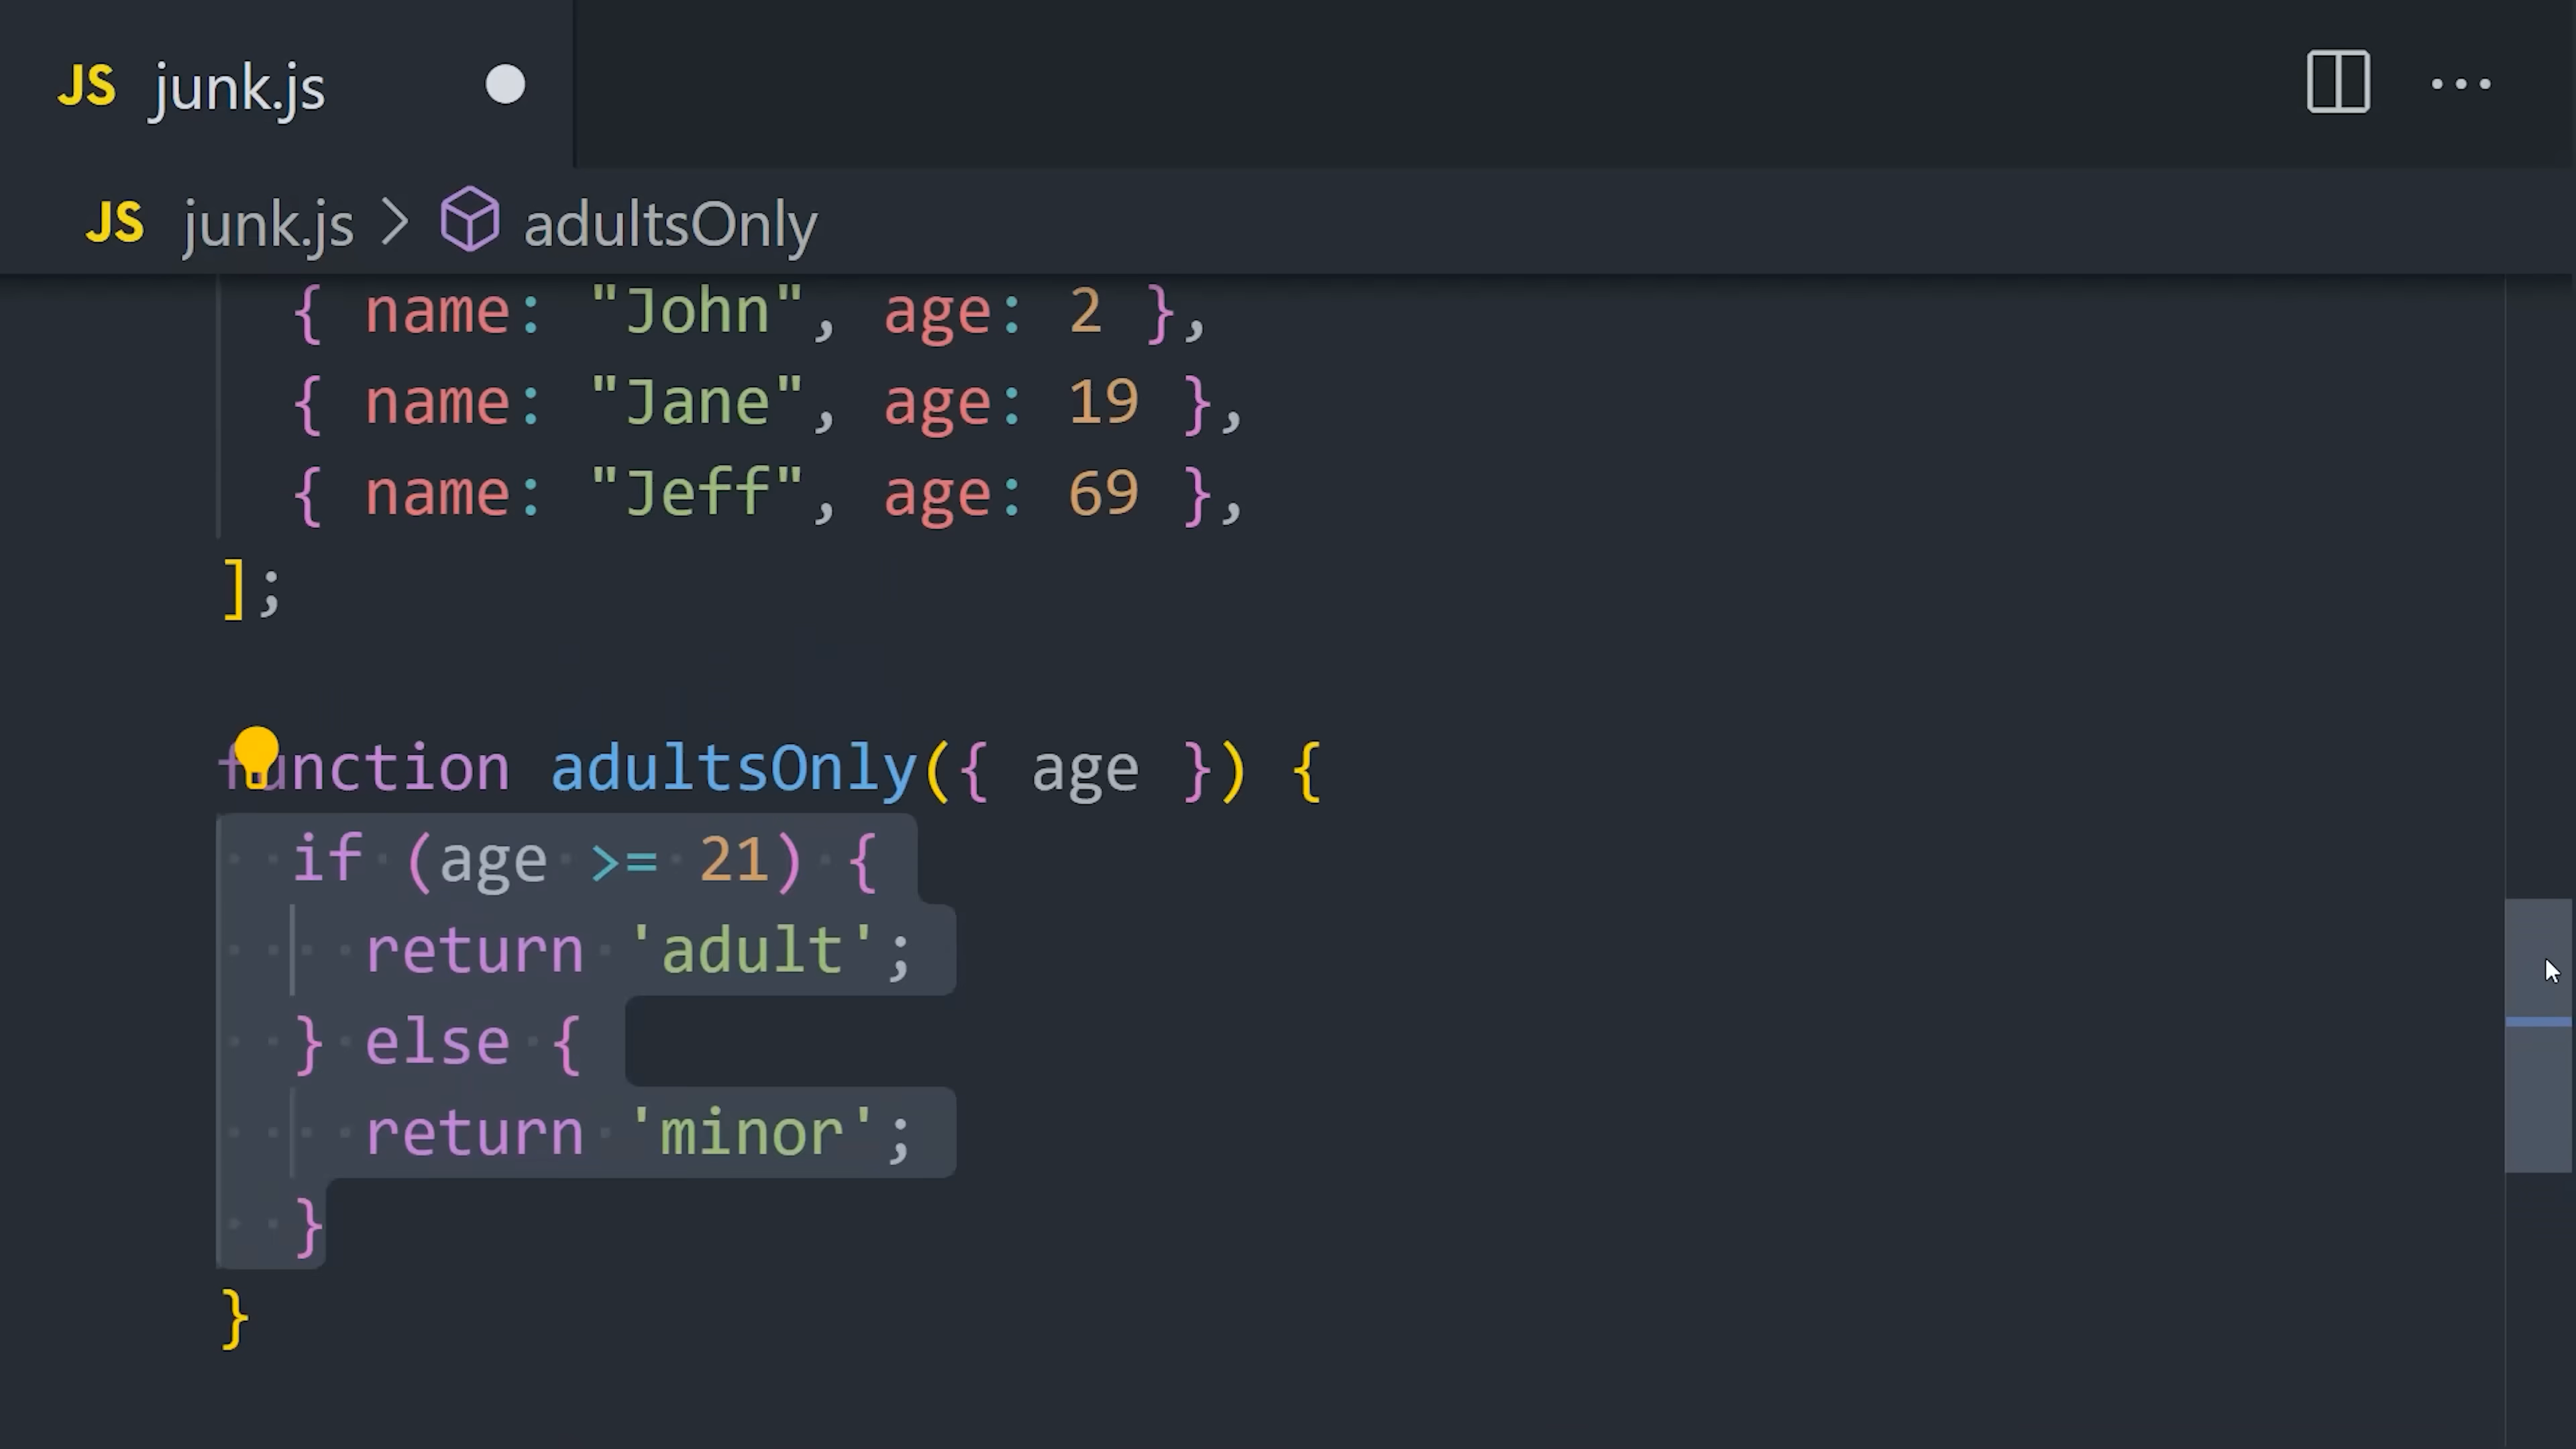 JS junk.js
JS junk.js > adultsOnly
{ name: "John", age: 2 },
{ name: "Jane", age: 19 },
{ name: "Jeff", age: 69 },
];
function adultsOnly({ age }) {
if (age >= 21) {
return 'adult';
} else {
return 'minor';
}
}